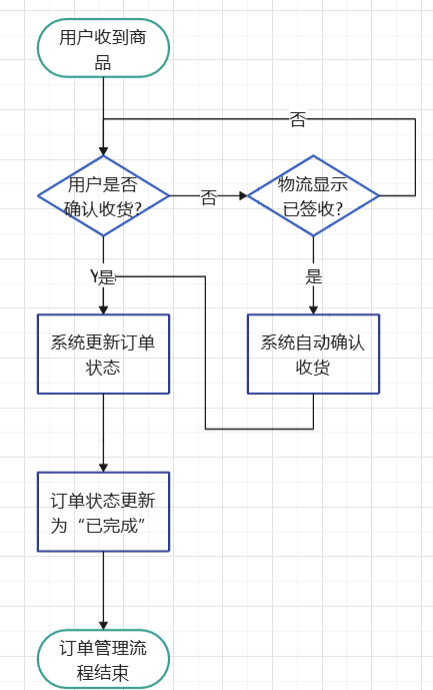 用户收到商
品
否
用户是否
确认收货?
否
物流显示
已签收?
Y是
是
系统更新订单
状态
系统自动确认
收货
订单状态更新
为“已完成”
订单管理流
程结束